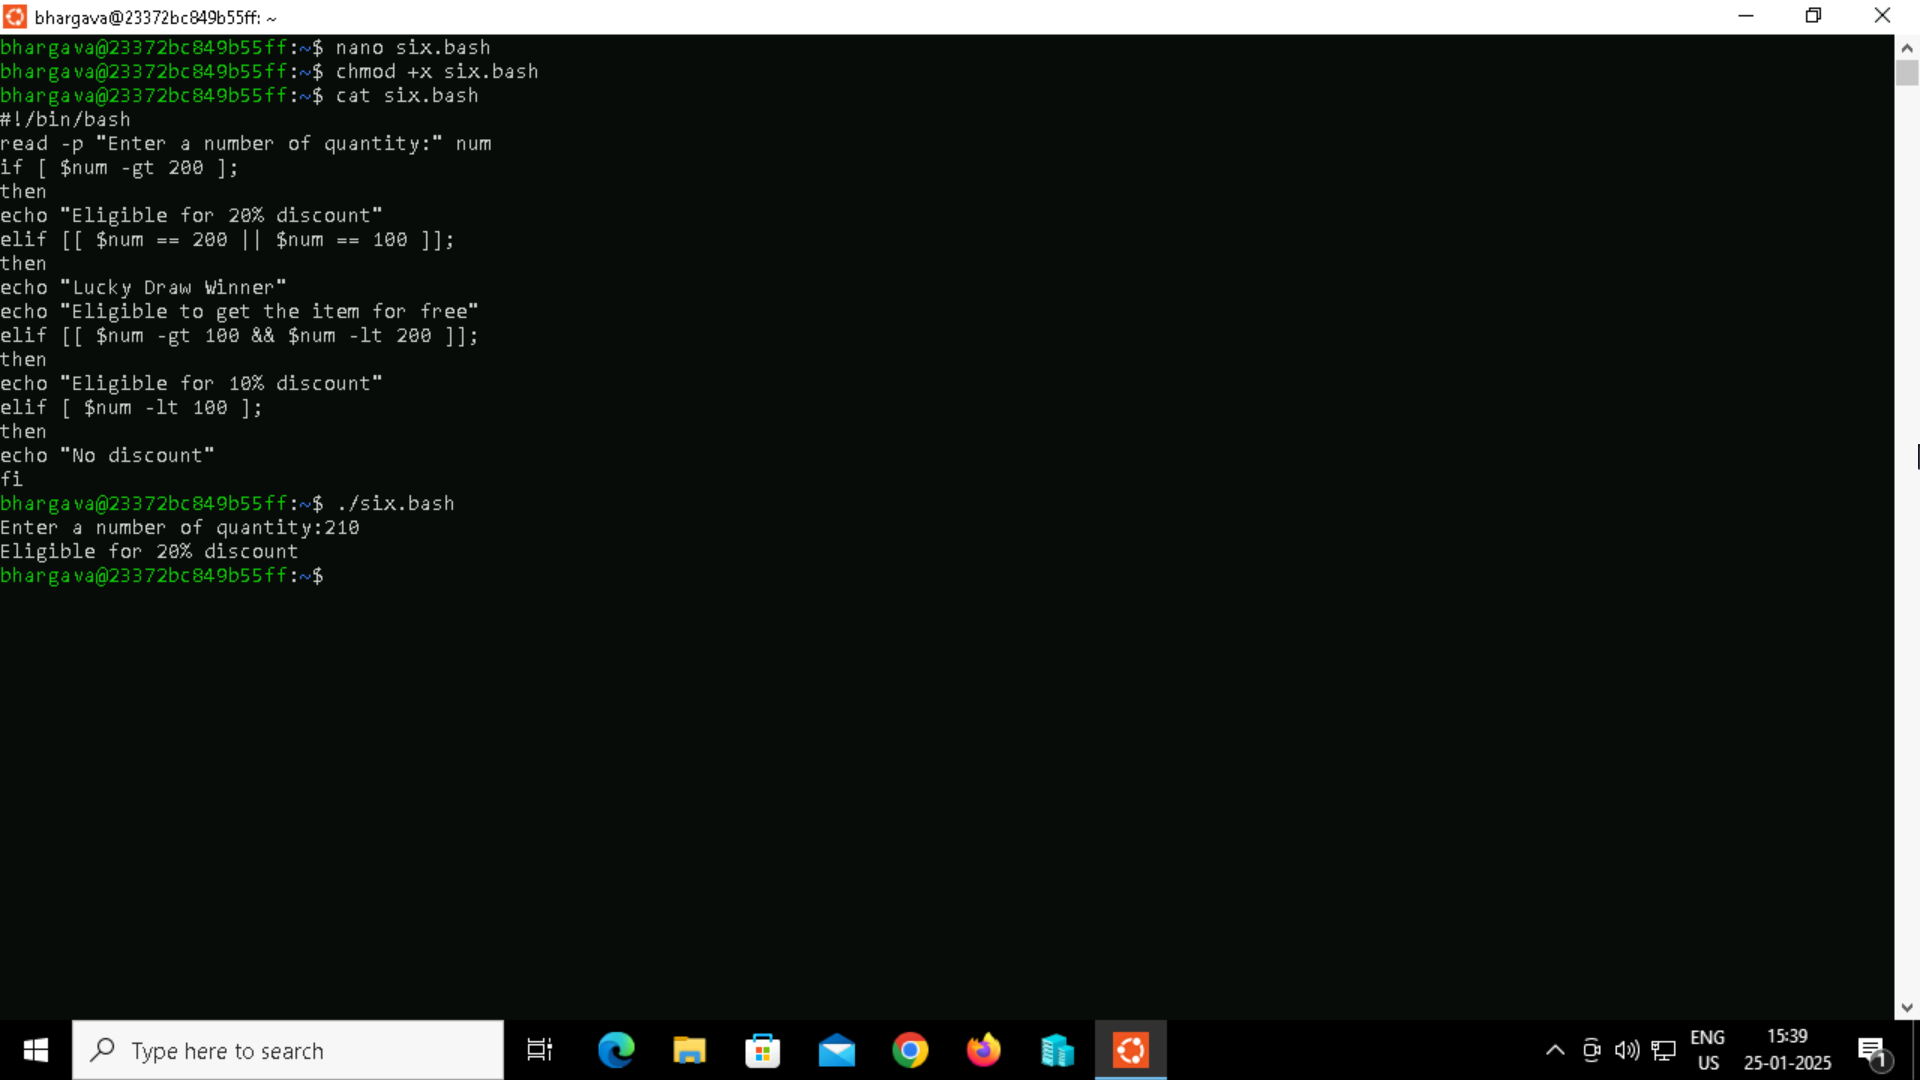 bhargava@23372bc849b55ff: ~
bhargava@23372bc849b55ff:~$ nano six.bash
bhargava@23372bc849b55ff:~$ chmod +x six.bash
bhargava@23372bc849b55ff:~$ cat six.bash
#!/bin/bash
read -p "Enter a number of quantity:" num
if [ $num -gt 200 ];
then
echo "Eligible for 20% discount"
elif [[ $num == 200 || $num == 100 ]];
then
echo "Lucky Draw Winner"
echo "Eligible to get the item for free"
elif [[ $num -gt 100 && $num -lt 200 ]];
then
echo "Eligible for 10% discount"
elif [ $num -lt 100 ];
then
echo "No discount"
fi
bhargava@23372bc849b55ff:~$ ./six.bash
Enter a number of quantity:210
Eligible for 20% discount
bhargava@23372bc849b55ff:~$
Type here to search
ENG
US
15:39
25-01-2025
1